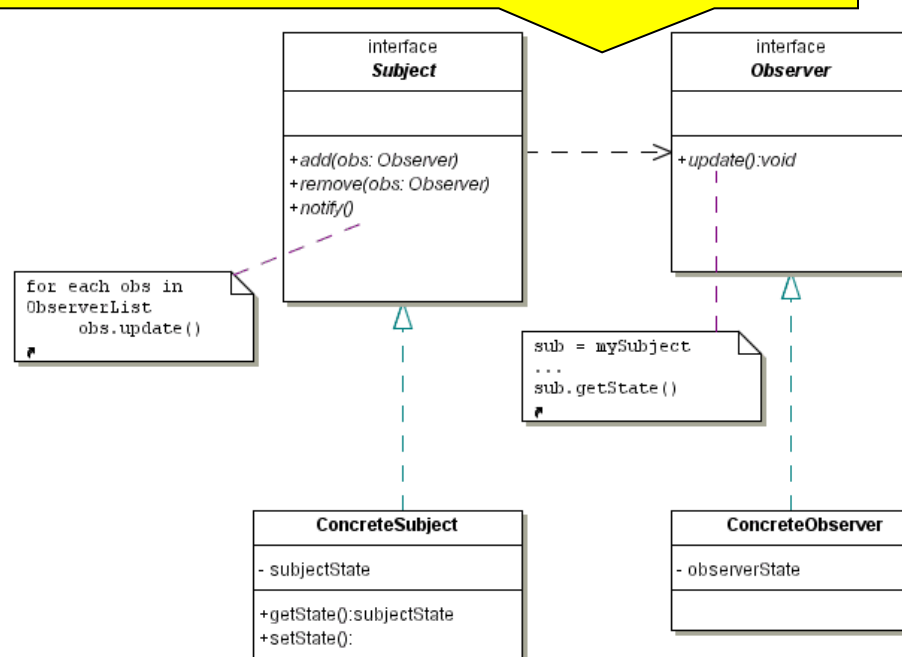 interface
Subject
+add(obs: Observer)
+remove(obs: Observer)
+notify()
interface
Observer
+update():void
for each obs in
ObserverList
obs.update()
sub = mySubject
...
sub.getState()
ConcreteSubject
- subjectState
+getState():subjectState
+setState():
ConcreteObserver
- observerState